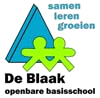 samen
leren
groeien
De Blaak
openbare basisschool